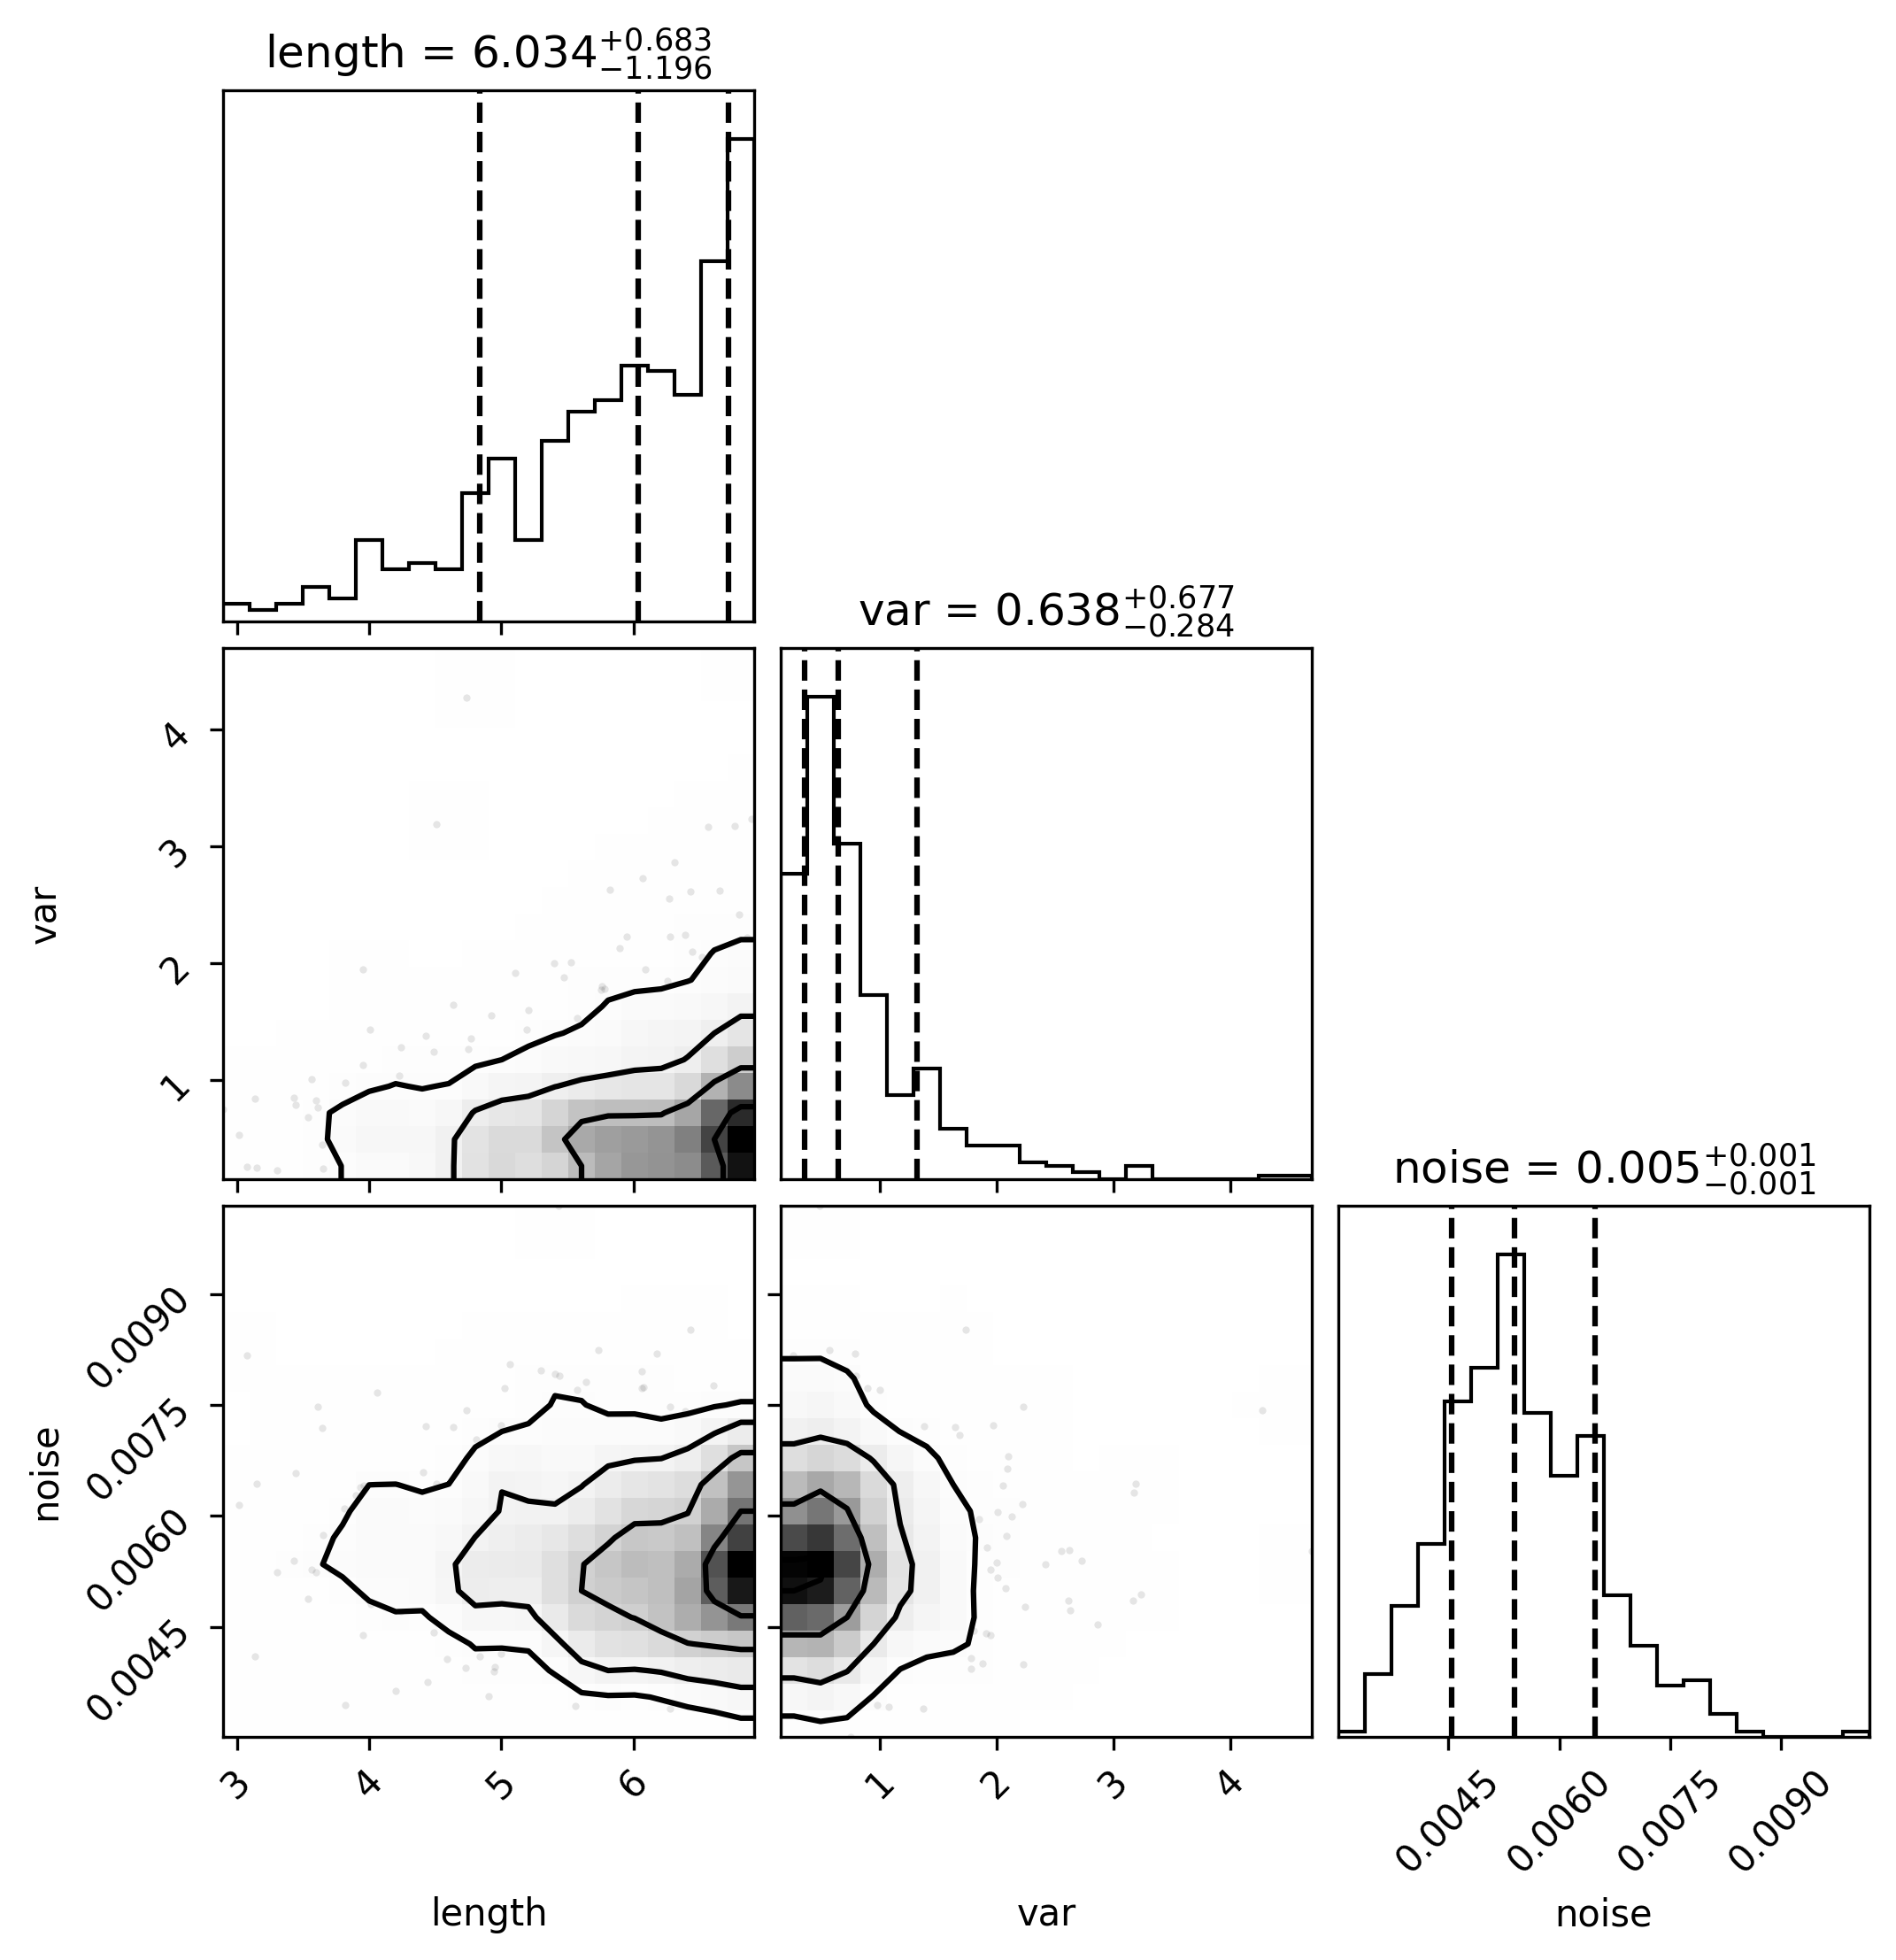 length = 6.034 +0.683 −1.196
var = 0.638 +0.677 −0.284
4
3
2
1
var
noise = 0.005 +0.001 −0.001
0.0090
0.0075
0.0060
0.0045
noise
3 4 5 6
1 2 3 4
0.0045 0.0060 0.0075 0.0090
length
var
noise